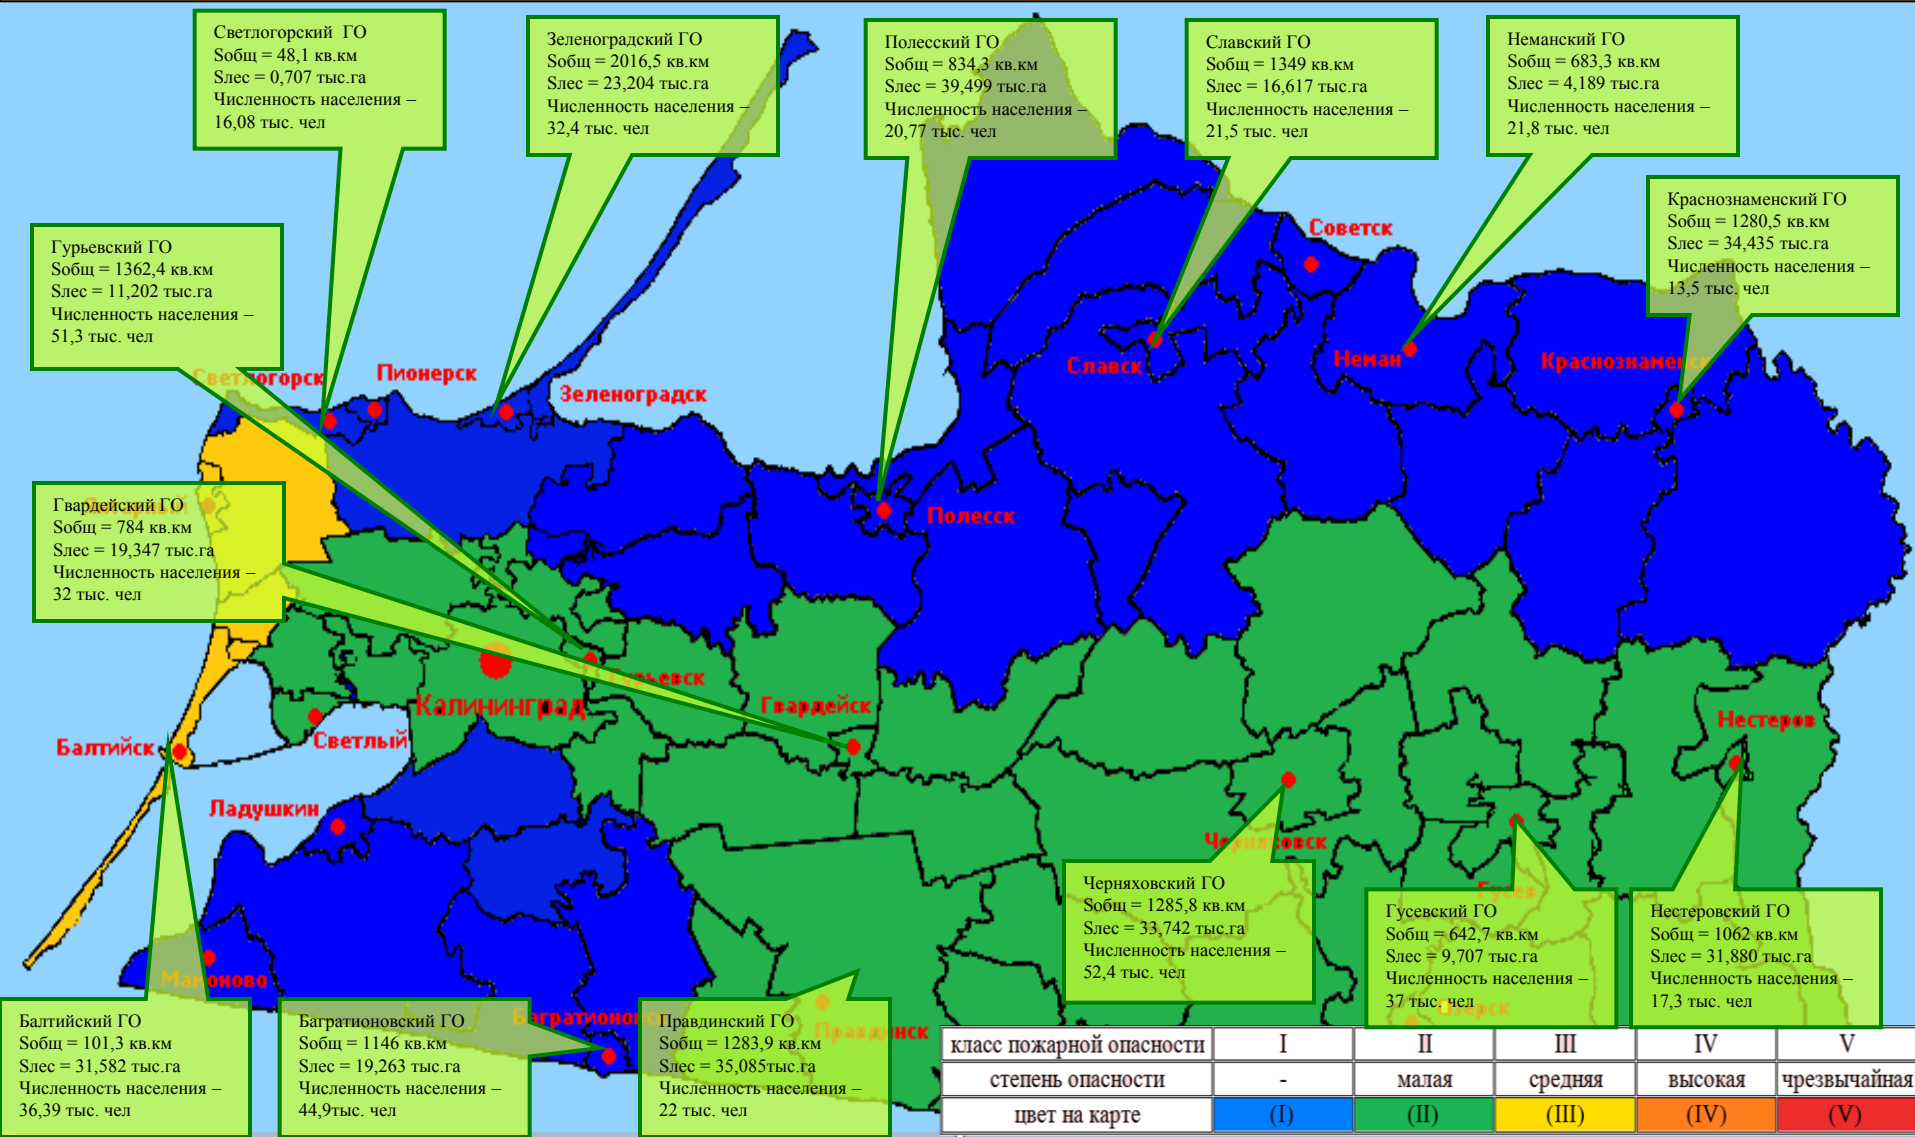 Светлогорский ГО
Sобщ = 48,1 кв.км
Sлес = 0,707 тыс.га
Численность населения –
16,08 тыс. чел
Зеленоградский ГО
Sобщ = 2016,5 кв.км
Sлес = 23,204 тыс.га
Численность населения –
32,4 тыс. чел
Полесский ГО
Sобщ = 834,3 кв.км
Sлес = 39,499 тыс.га
Численность населения –
20,77 тыс. чел
Славский ГО
Sобщ = 1349 кв.км
Sлес = 16,617 тыс.га
Численность населения –
21,5 тыс. чел
Неманский ГО
Sобщ = 683,3 кв.км
Sлес = 4,189 тыс.га
Численность населения –
21,8 тыс. чел
Краснознаменский ГО
Sобщ = 1280,5 кв.км
Sлес = 34,435 тыс.га
Численность населения –
13,5 тыс. чел
Гурьевский ГО
Sобщ = 1362,4 кв.км
Sлес = 11,202 тыс.га
Численность населения –
51,3 тыс. чел
Советск
Славск
Неман
Краснознаменск
Светлогорск
Пионерск
Зеленоградск
Полесск
Янтарный
Гвардейский ГО
Sобщ = 784 кв.км
Sлес = 19,347 тыс.га
Численность населения –
32 тыс. чел
Гурьевск
Калининград
Гвардейск
Нестеров
Балтийск
Светлый
Ладушкин
Черняховск
Гусев
Мамоново
Багратионовск
Правдинск
Озерск
Черняховский ГО
Sобщ = 1285,8 кв.км
Sлес = 33,742 тыс.га
Численность населения –
52,4 тыс. чел
Гусевский ГО
Sобщ = 642,7 кв.км
Sлес = 9,707 тыс.га
Численность населения –
37 тыс. чел
Нестеровский ГО
Sобщ = 1062 кв.км
Sлес = 31,880 тыс.га
Численность населения –
17,3 тыс. чел
Балтийский ГО
Sобщ = 101,3 кв.км
Sлес = 31,582 тыс.га
Численность населения –
36,39 тыс. чел
Багратионовский ГО
Sобщ = 1146 кв.км
Sлес = 19,263 тыс.га
Численность населения –
44,9тыс. чел
Правдинский ГО
Sобщ = 1283,9 кв.км
Sлес = 35,085тыс.га
Численность населения –
22 тыс. чел
класс пожарной опасности I II III IV V
степень опасности - малая средняя высокая чрезвычайная
цвет на карте (I) (II) (III) (IV) (V)